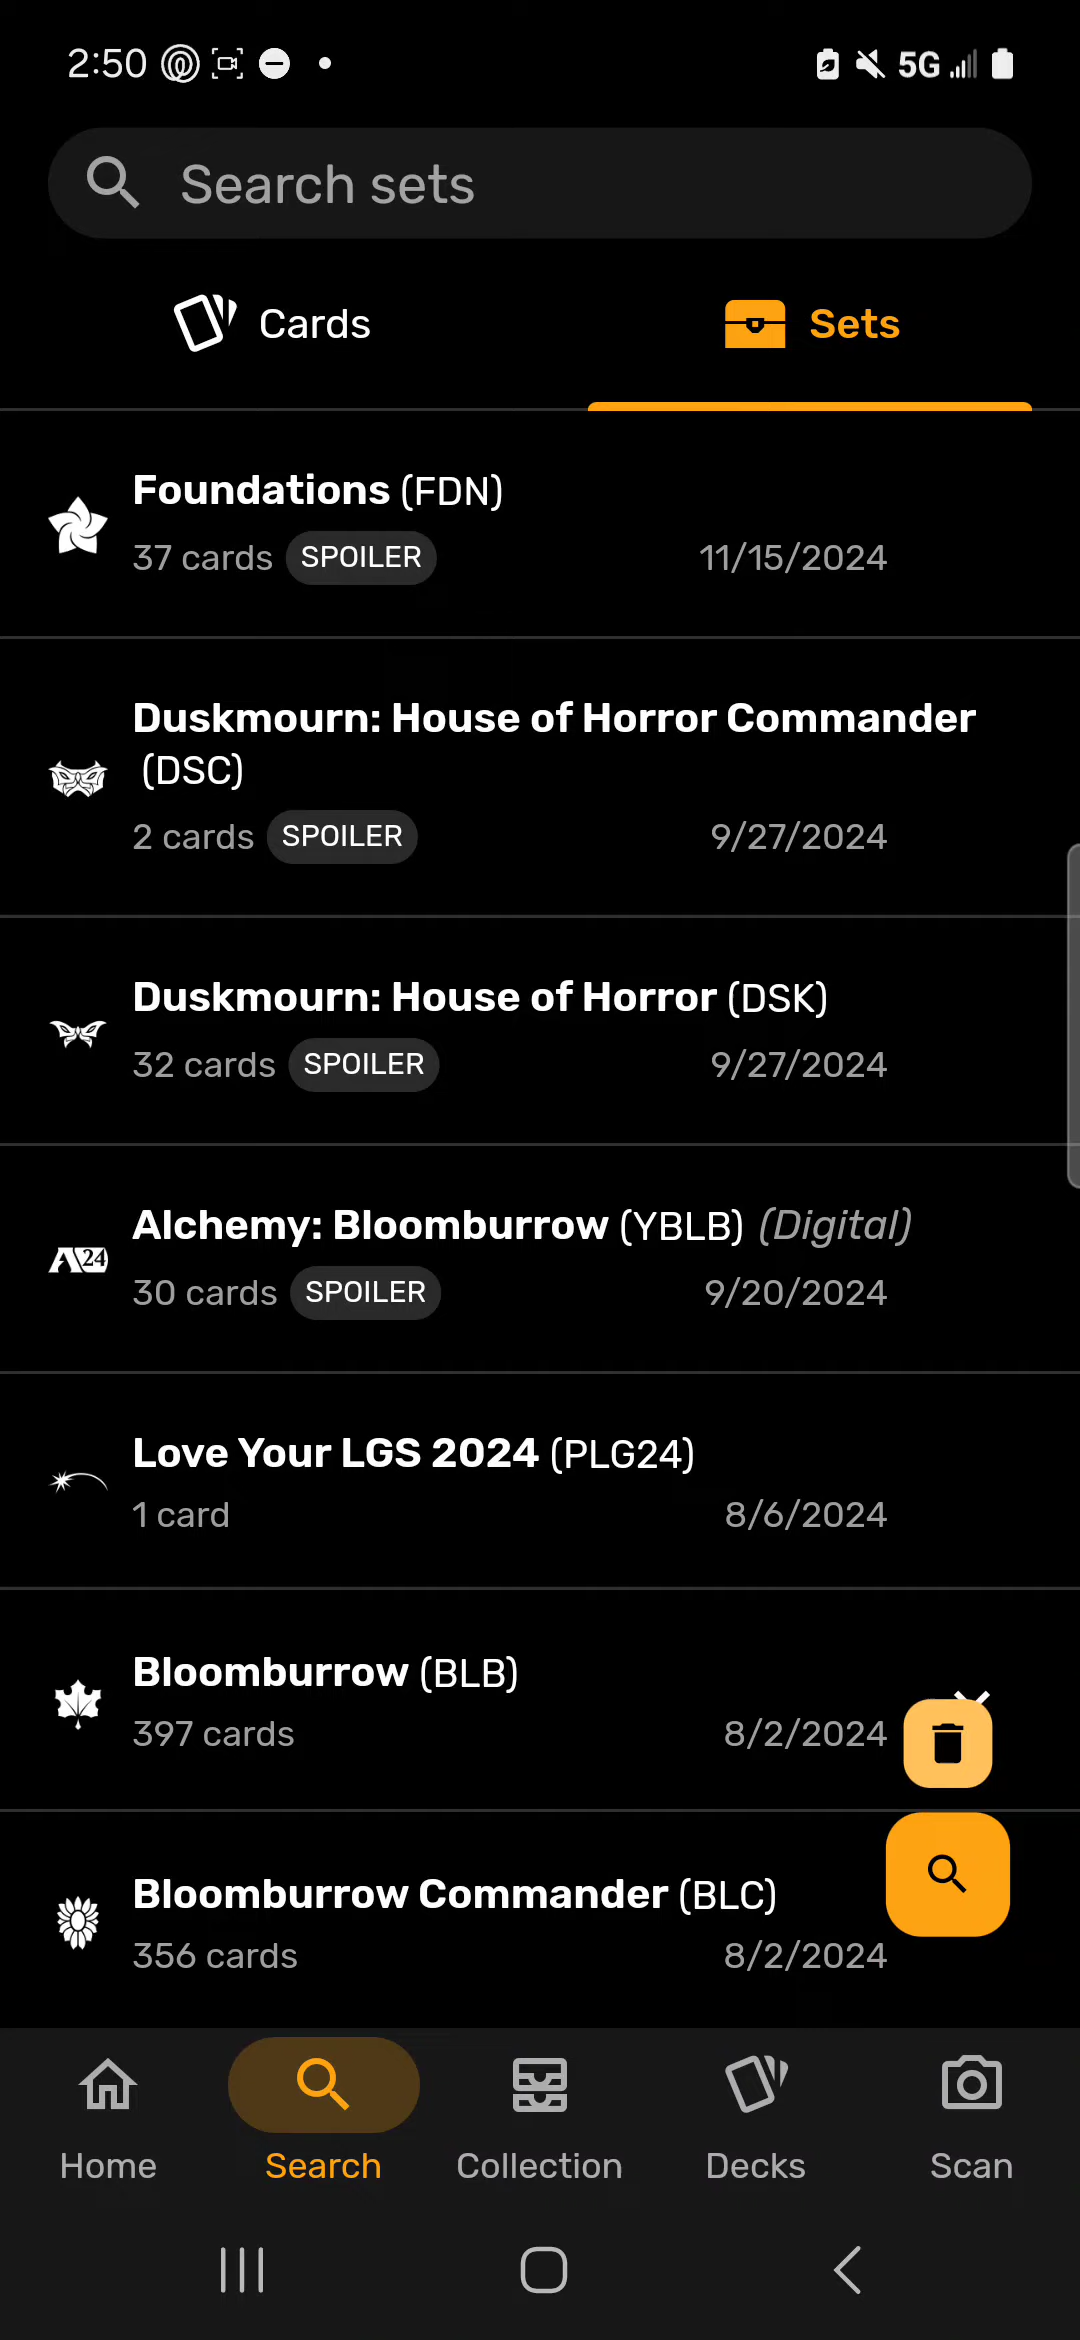 2:50
5G
Search sets
Cards
Sets
Foundations (FDN)
37 cards SPOILER 11/15/2024
Duskmourn: House of Horror Commander
(DSC)
2 cards SPOILER 9/27/2024
Duskmourn: House of Horror (DSK)
32 cards SPOILER 9/27/2024
Alchemy: Bloomburrow (YBLB) (Digital)
A24
30 cards SPOILER 9/20/2024
Love Your LGS 2024 (PLG24)
1 card 8/6/2024
Bloomburrow (BLB)
397 cards 8/2/2024
Bloomburrow Commander (BLC)
356 cards 8/2/2024
Home Search Collection Decks Scan